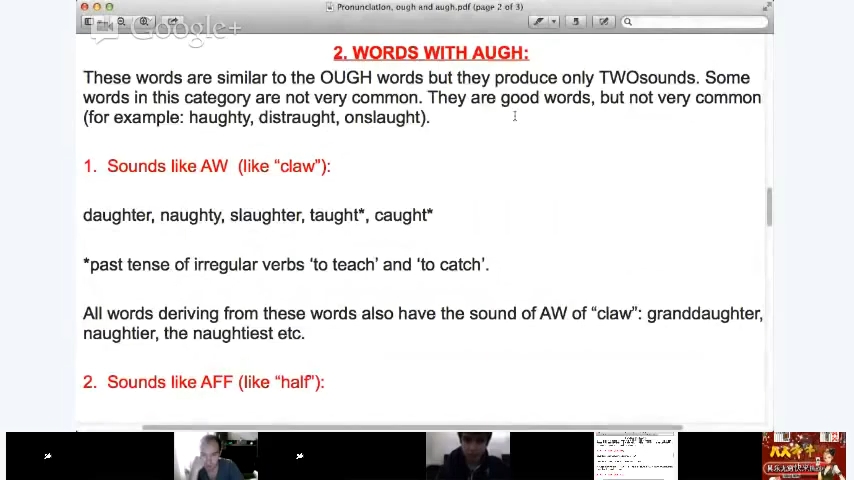 Pronunciation, ough and augh.pdf (page 2 of 3)
Google+
2. WORDS WITH AUGH:
These words are similar to the OUGH words but they produce only TWOsounds. Some
words in this category are not very common. They are good words, but not very common
(for example: haughty, distraught, onslaught).
1. Sounds like AW (like “claw”):
daughter, naughty, slaughter, taught*, caught*
*past tense of irregular verbs ‘to teach’ and ‘to catch’.
All words deriving from these words also have the sound of AW of “claw”: granddaughter,
naughtier, the naughtiest etc.
2. Sounds like AFF (like “half”):